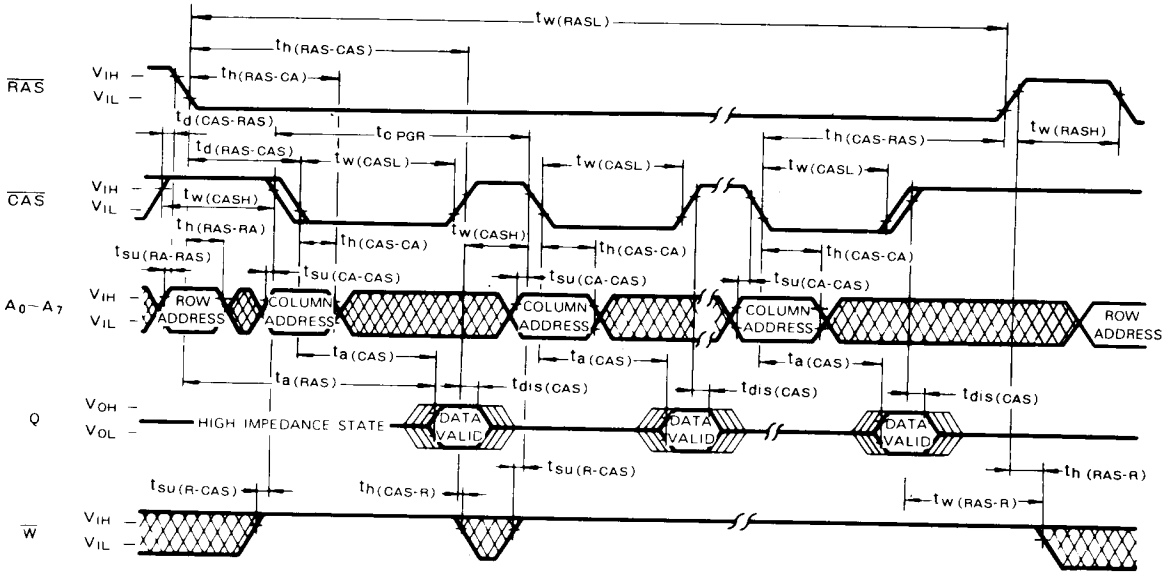 tw(RASL)
th(RAS-CAS)
th(RAS-CA)
RAS
VIH
VIL
td(CAS-RAS)
tC PGR
th(CAS-RAS)
tw(RASH)
td(RAS-CAS)
tw(CASL)
tw(CASL)
tw(CASL)
CAS
VIH
VIL
tw(CASH)
th(RAS-RA)
tw(CASH)
th(CAS-CA)
th(CAS-CA)
th(CAS-CA)
tsu(RA-RAS)
tsu(CA-CAS)
tsu(CA-CAS)
tsu(CA-CAS)
A0-A7
VIH
VIL
ROW ADDRESS
COLUMN ADDRESS
COLUMN ADDRESS
COLUMN ADDRESS
ROW ADDRESS
ta(CAS)
ta(CAS)
ta(CAS)
ta(RAS)
tdis(CAS)
tdis(CAS)
tdis(CAS)
Q
VOH
VOL
HIGH IMPEDANCE STATE
DATA VALID
DATA VALID
DATA VALID
tsu(R-CAS)
th(RAS-R)
tsu(R-CAS)
th(CAS-R)
tw(RAS-R)
W
VIH
VIL